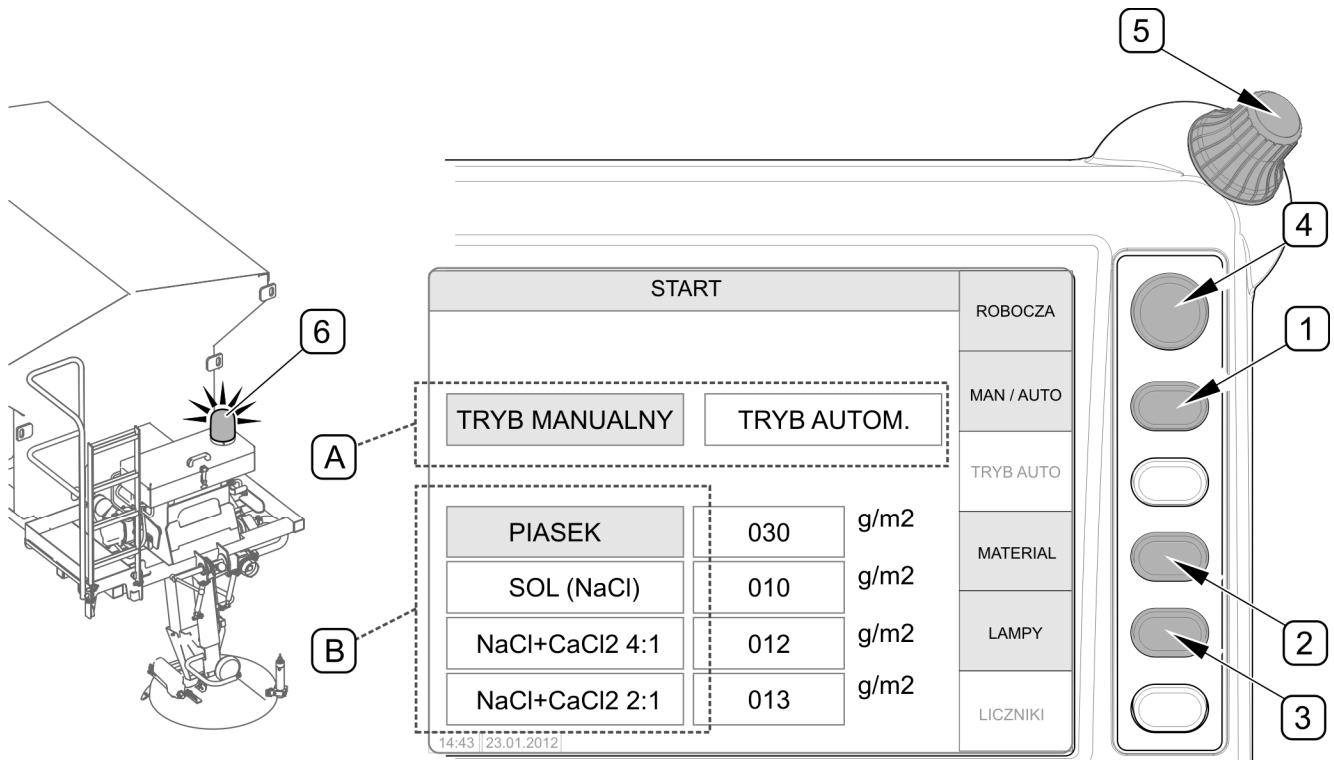 5
4
START
ROBOCZA
6
1
MAN / AUTO
TRYB MANUALNY
TRYB AUTOM.
A
TRYB AUTO
PIASEK
030
g/m2
MATERIAL
SOL (NaCl)
010
g/m2
B
NaCl+CaCl2 4:1
012
g/m2
LAMPY
2
NaCl+CaCl2 2:1
013
g/m2
LICZNIKI
3
14:43
23.01.2012